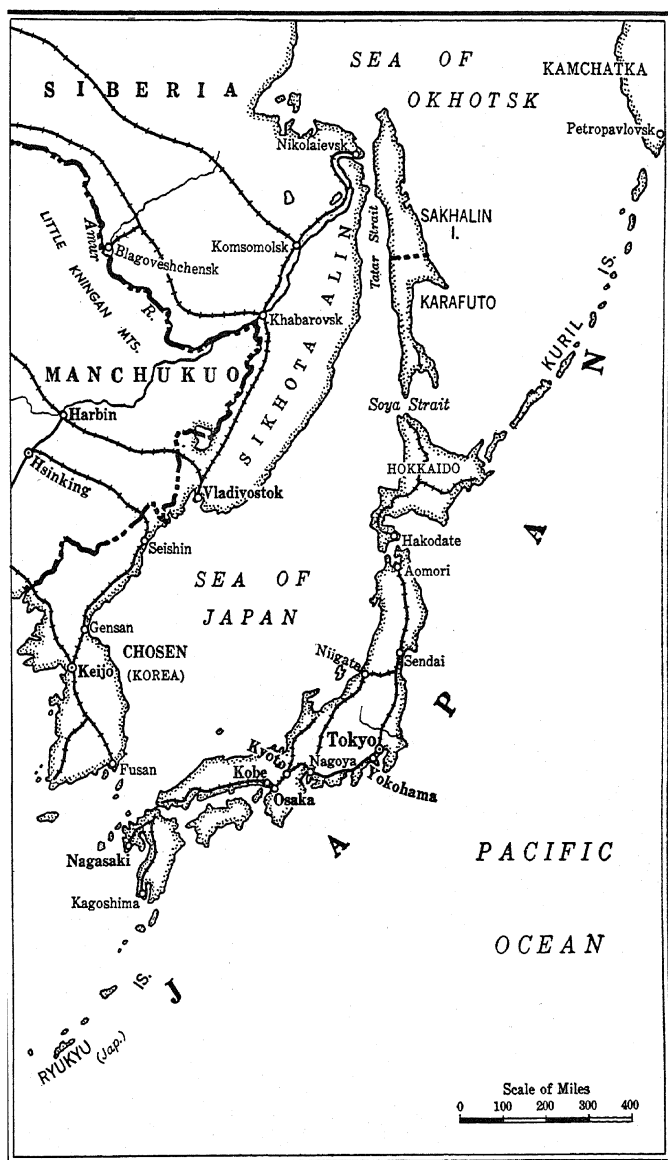 SEA OF
OKHOTSK
KAMCHATKA
Petropavlovsk
SIBERIA
Nikolaievsk
SAKHALIN
I.
Tatar Strait
KARAFUTO
Komsomolsk
Amur
R.
Blagoveshchensk
LITTLE
KNINGAN
MTS.
Khabarovsk
SIKHOTA ALIN
KURIL
IS.
MANCHUKUO
Harbin
Hsinking
Vladivostok
Soya Strait
HOKKAIDO
Hakodate
Aomori
Seishin
SEA OF
JAPAN
Gensan
CHOSEN
(KOREA)
Keijo
Fusan
Niigata
Sendai
Tokyo
Yokohama
Nagoya
Kyoto
Kobe
Osaka
Nagasaki
Kagoshima
JAPAN
PACIFIC
OCEAN
RYUKYU IS.
(Jap.)
Scale of Miles
0 100 200 300 400